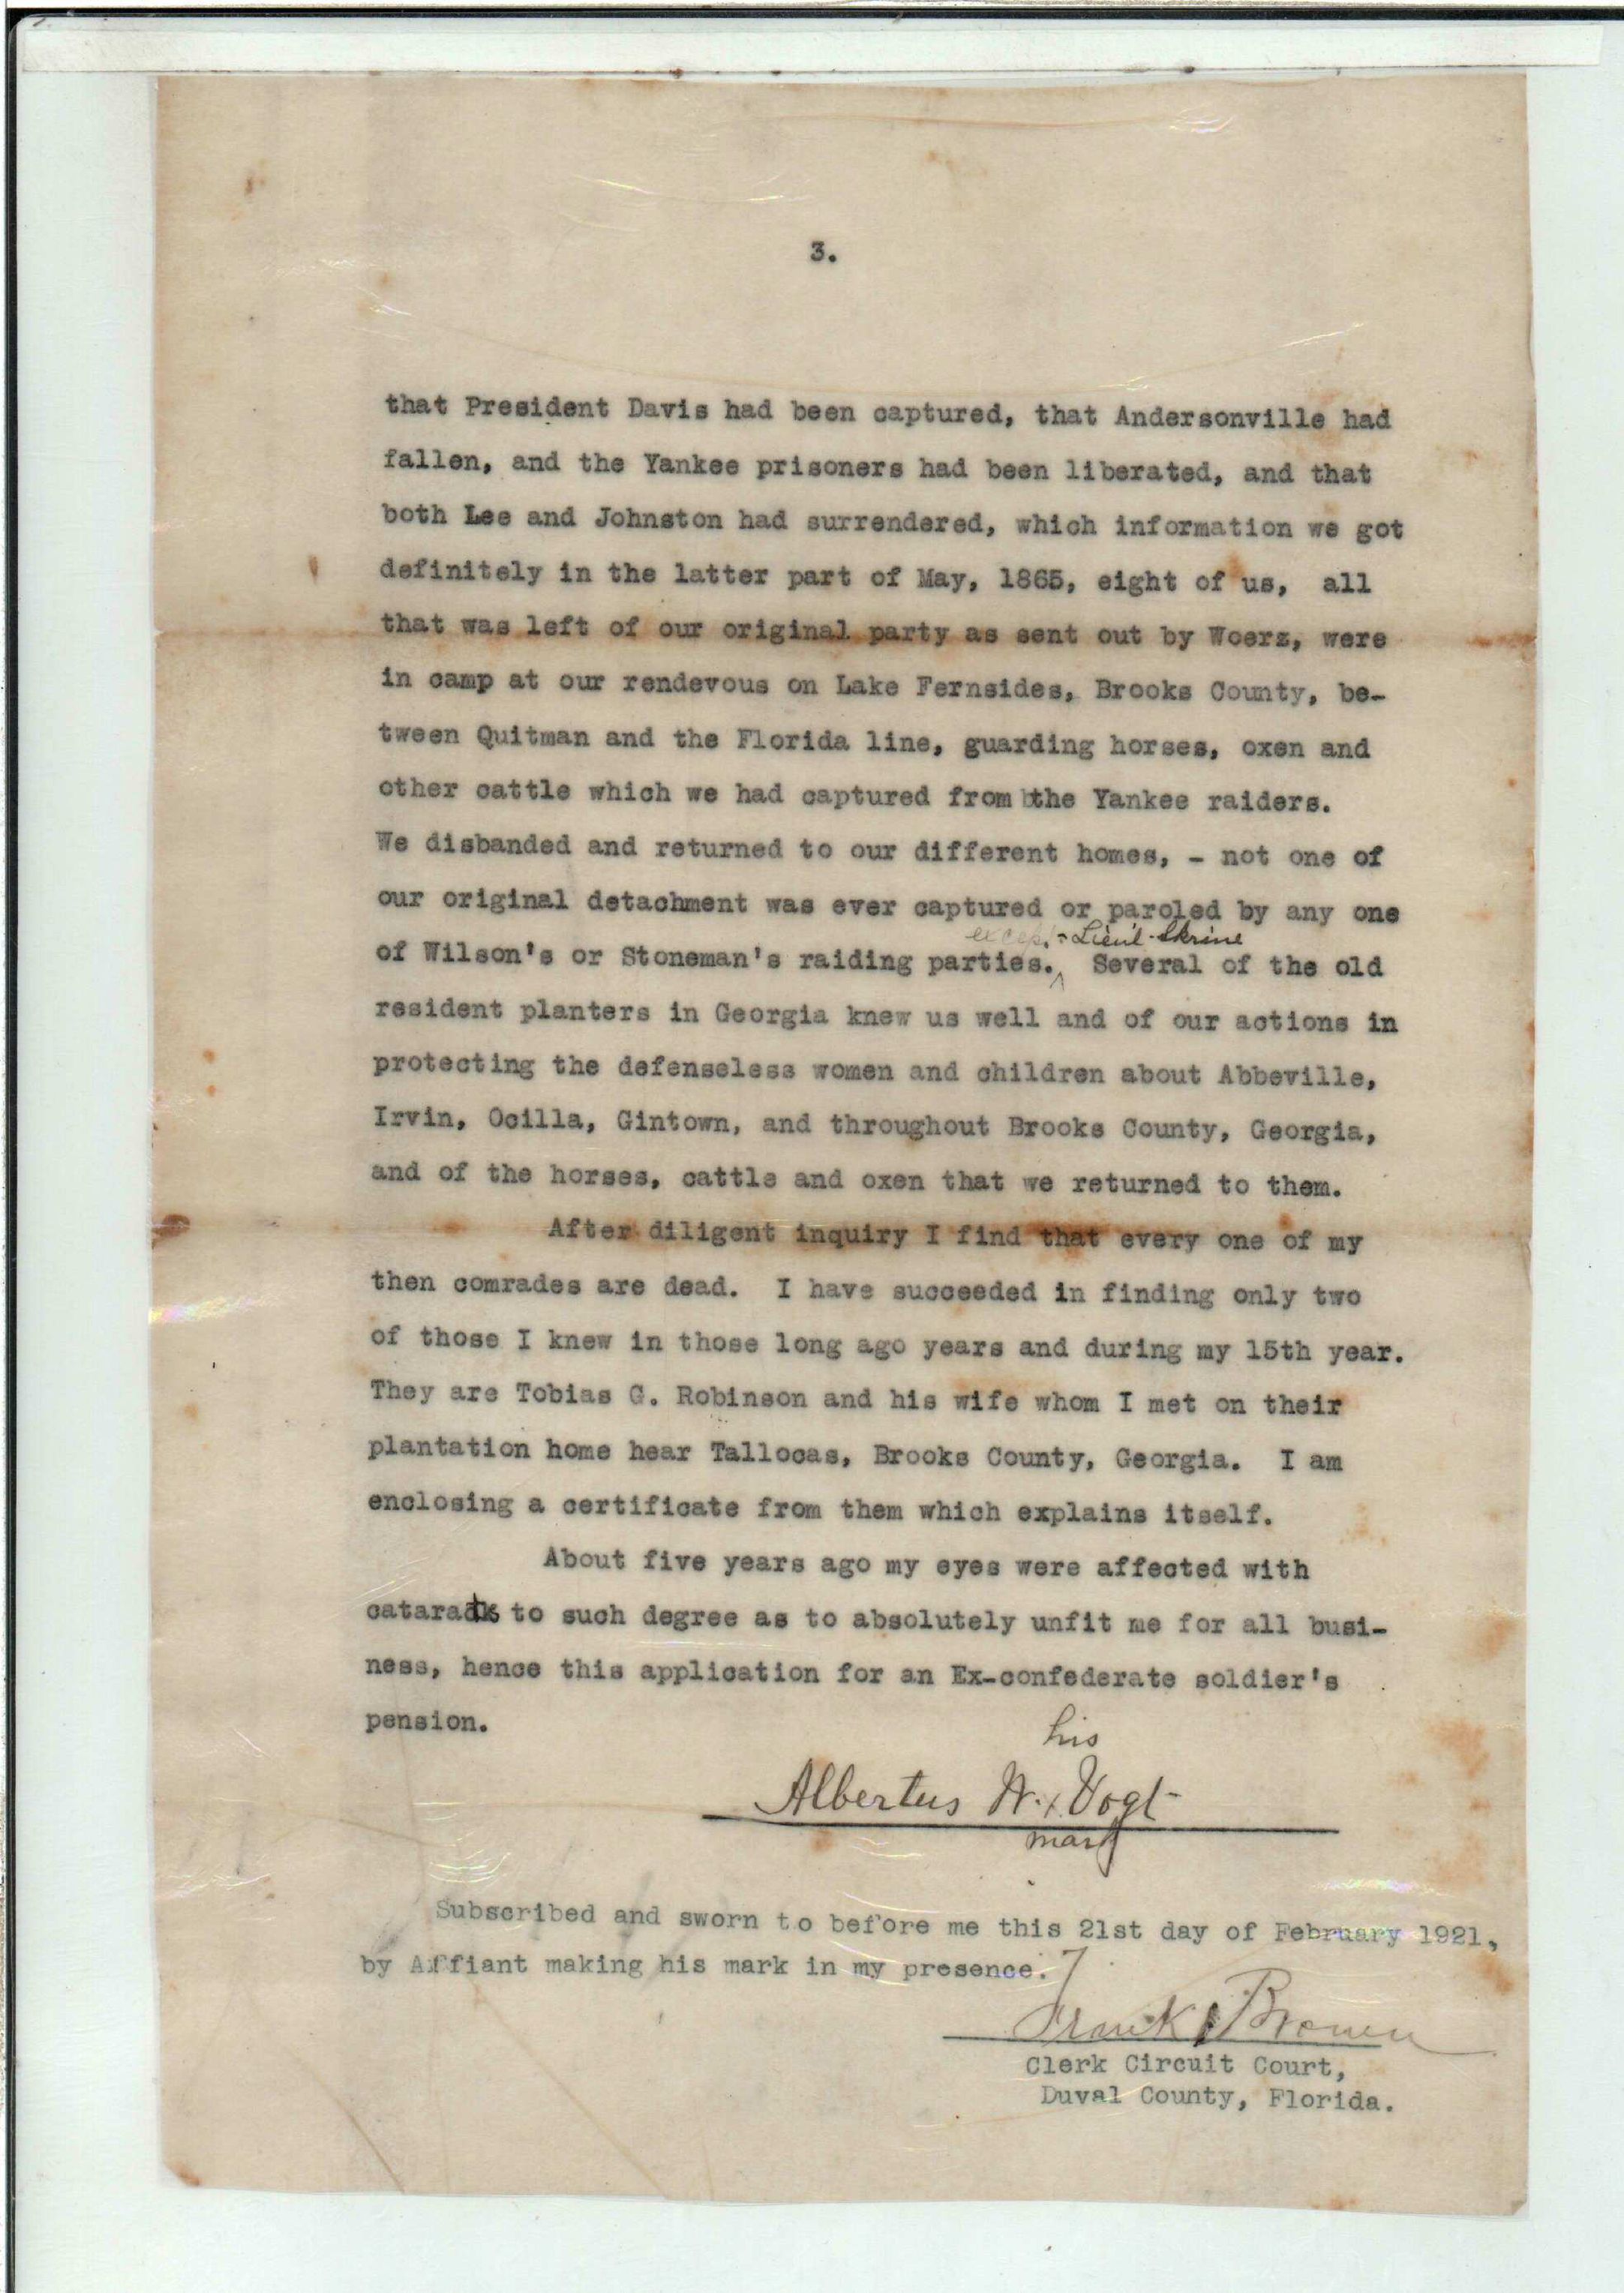 3.
that President Davis had been captured, that Andersonville had
fallen, and the Yankee prisoners had been liberated, and that
both Lee and Johnston had surrendered, which information we got
definitely in the latter part of May, 1865, eight of us, all
that was left of our original party as sent out by Woerz, were
in camp at our rendevous on Lake Fernsides, Brooks County, be-
tween Quitman and the Florida line, guarding horses, oxen and
other cattle which we had captured from the Yankee raiders.
We disbanded and returned to our different homes, - not one of
our original detachment was ever captured or paroled by any one
except - Lieut. Skrine
of Wilson's or Stoneman's raiding parties. Several of the old
resident planters in Georgia knew us well and of our actions in
protecting the defenseless women and children about Abbeville,
Irvin, Ocilla, Gintown, and throughout Brooks County, Georgia,
and of the horses, cattle and oxen that we returned to them.
After diligent inquiry I find that every one of my
then comrades are dead. I have succeeded in finding only two
of those I knew in those long ago years and during my 15th year.
They are Tobias G. Robinson and his wife whom I met on their
plantation home hear Tallocas, Brooks County, Georgia. I am
enclosing a certificate from them which explains itself.
About five years ago my eyes were affected with
cataracts to such degree as to absolutely unfit me for all busi-
ness, hence this application for an Ex-confederate soldier's
pension.
his
Albertus W. x Vogt
mark
Subscribed and sworn to before me this 21st day of February 1921,
by Affiant making his mark in my presence.
Frank Brown
Clerk Circuit Court,
Duval County, Florida.